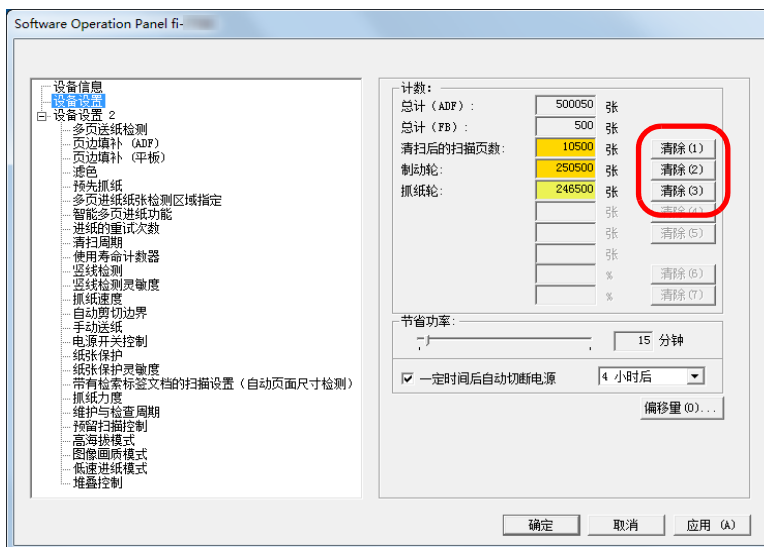 Software Operation Panel fi-
设备信息
设备设置
设备设置 2
多页送纸检测
页边填补 (ADF)
页边填补 (平板)
滤色
预先抓纸
多页进纸纸张检测区域指定
智能多页进纸功能
进纸的重试次数
清扫周期
使用寿命计数器
竖线检测
竖线检测灵敏度
抓纸速度
自动剪切边界
手动送纸
电源开关控制
纸张保护
纸张保护灵敏度
带有检索标签文档的扫描设置 (自动页面尺寸检测)
抓纸力度
维护与检查周期
预留扫描控制
高海拔模式
图像画质模式
低速进纸模式
堆叠控制
计数:
总计 (ADF): 500050 张
总计 (FB): 500 张
清扫后的扫描页数: 10500 张 清除(1)
制动轮: 250500 张 清除(2)
抓纸轮: 246500 张 清除(3)
张 清除(4)
张 清除(5)
张
% 清除(6)
% 清除(7)
节省功率:
15 分钟
一定时间后自动切断电源 4 小时后
偏移量(O)...
确定 取消 应用 (A)